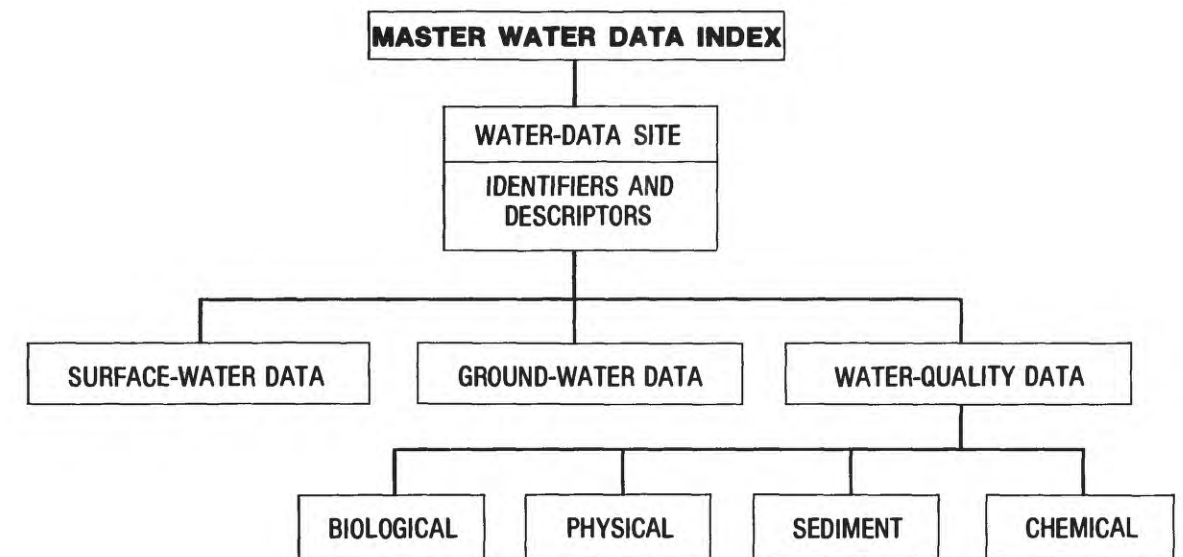 MASTER WATER DATA INDEX
WATER-DATA SITE
IDENTIFIERS AND
DESCRIPTORS
SURFACE-WATER DATA
GROUND-WATER DATA
WATER-QUALITY DATA
BIOLOGICAL
PHYSICAL
SEDIMENT
CHEMICAL